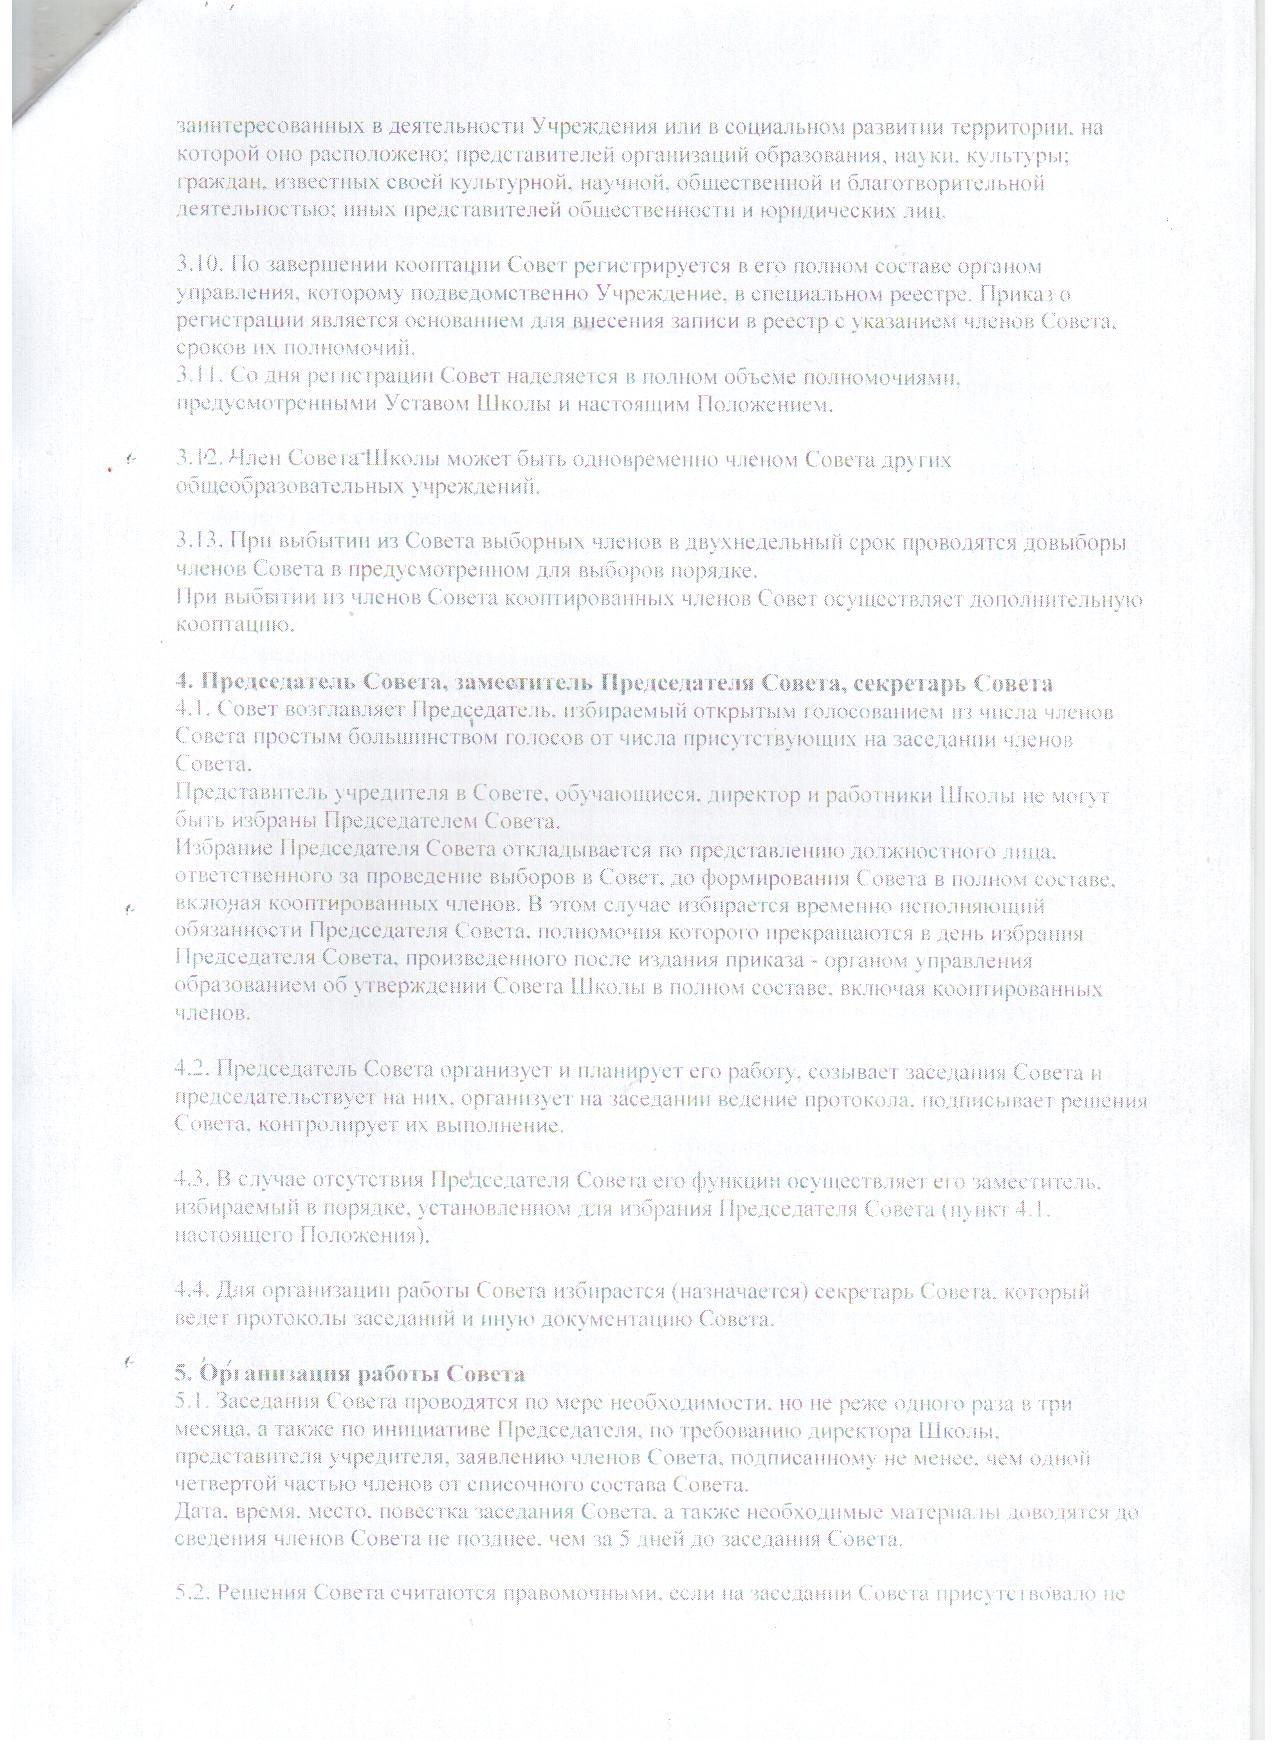 заинтересованных в деятельности Учреждения или в социальном развитии территории, на
которой оно расположено; представителей организаций образования, науки, культуры;
граждан, известных своей культурной, научной, общественной и благотворительной
деятельностью; иных представителей общественности и юридических лиц.
3.10. По завершении кооптации Совет регистрируется в его полном составе органом
управления, которому подведомственно Учреждение, в специальном реестре. Приказ о
регистрации является основанием для внесения записи в реестр с указанием членов Совета,
сроков их полномочий.
3.11. Со дня регистрации Совет наделяется в полном объеме полномочиями,
предусмотренными Уставом Школы и настоящим Положением.
3.12. Член Совета Школы может быть одновременно членом Совета других
общеобразовательных учреждений.
3.13. При выбытии из Совета выборных членов в двухнедельный срок проводятся довыборы
членов Совета в предусмотренном для выборов порядке.
При выбытии из членов Совета кооптированных членов Совет осуществляет дополнительную
кооптацию.
4. Председатель Совета, заместитель Председателя Совета, секретарь Совета
4.1. Совет возглавляет Председатель, избираемый открытым голосованием из числа членов
Совета простым большинством голосов от числа присутствующих на заседании членов
Совета.
Представитель учредителя в Совете, обучающиеся, директор и работники Школы не могут
быть избраны Председателем Совета.
Избрание Председателя Совета откладывается по представлению должностного лица,
ответственного за проведение выборов в Совет, до формирования Совета в полном составе,
включая кооптированных членов. В этом случае избирается временно исполняющий
обязанности Председателя Совета, полномочия которого прекращаются в день избрания
Председателя Совета, произведенного после издания приказа - органом управления
образованием об утверждении Совета Школы в полном составе, включая кооптированных
членов.
4.2. Председатель Совета организует и планирует его работу, созывает заседания Совета и
председательствует на них, организует на заседании ведение протокола, подписывает решения
Совета, контролирует их выполнение.
4.3. В случае отсутствия Председателя Совета его функции осуществляет его заместитель,
избираемый в порядке, установленном для избрания Председателя Совета (пункт 4.1.
настоящего Положения).
4.4. Для организации работы Совета избирается (назначается) секретарь Совета, который
ведет протоколы заседаний и иную документацию Совета.
5. Организация работы Совета
5.1. Заседания Совета проводятся по мере необходимости, но не реже одного раза в три
месяца, а также по инициативе Председателя, по требованию директора Школы,
представителя учредителя, заявлению членов Совета, подписанному не менее, чем одной
четвертой частью членов от списочного состава Совета.
Дата, время, место, повестка заседания Совета, а также необходимые материалы доводятся до
сведения членов Совета не позднее, чем за 5 дней до заседания Совета.
5.2. Решения Совета считаются правомочными, если на заседании Совета присутствовало не